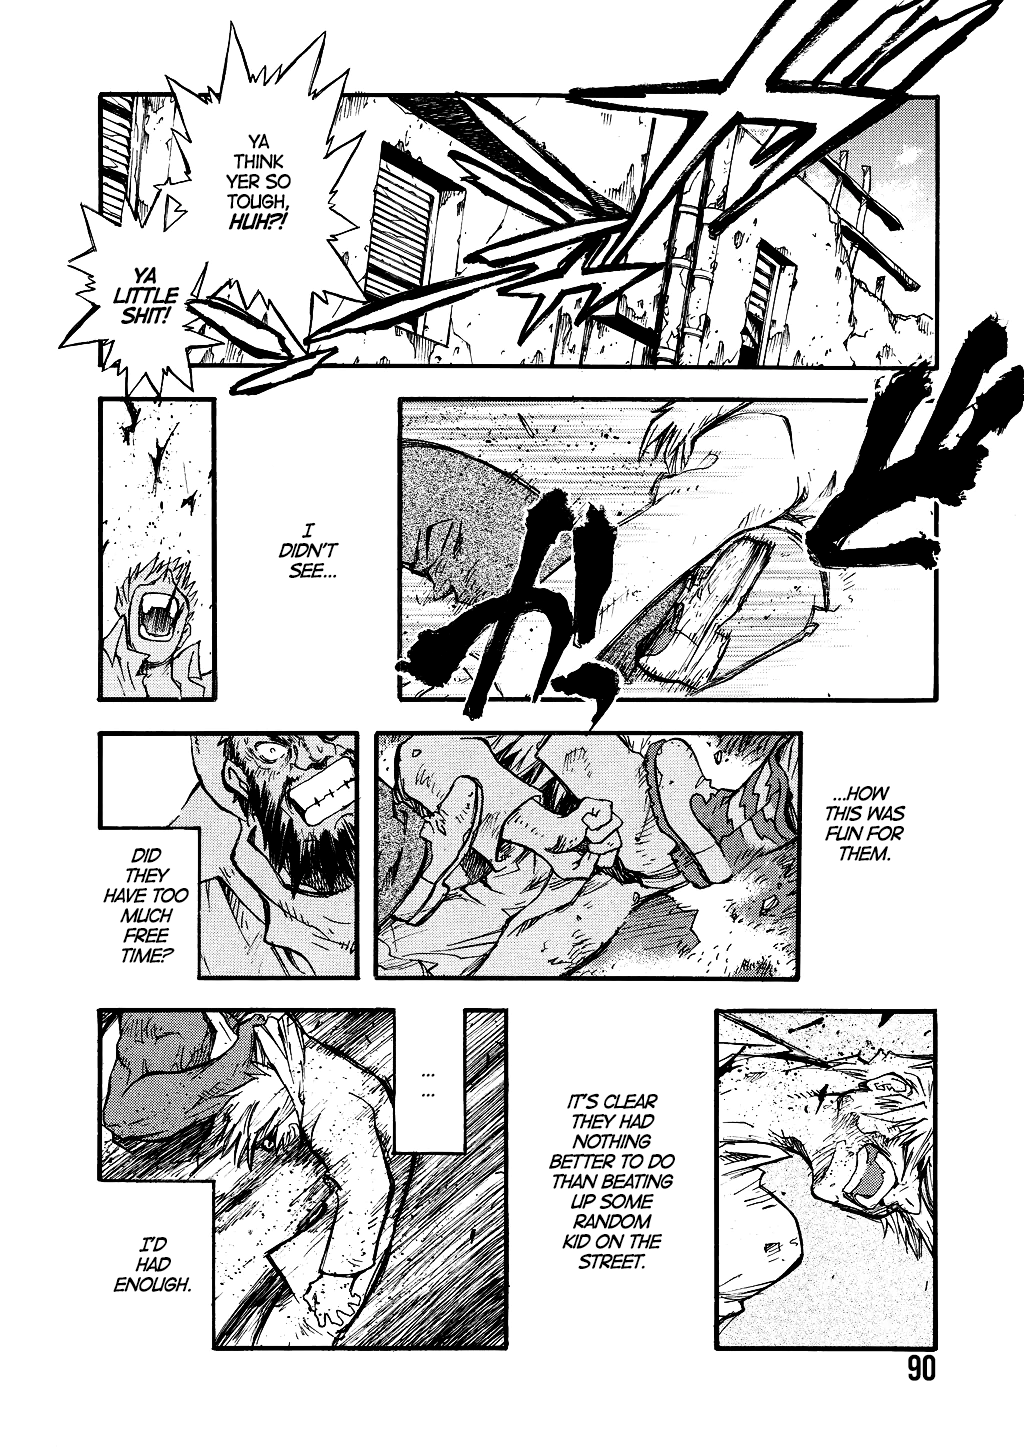 YA
THINK
YER SO
TOUGH,
HUH?!
YA
LITTLE
SHIT!
I
DIDN'T
SEE...
...HOW
THIS WAS
FUN FOR
THEM.
DID
THEY
HAVE TOO
MUCH
FREE
TIME?
IT'S CLEAR
THEY HAD
NOTHING
BETTER TO DO
THAN BEATING
UP SOME
RANDOM
KID ON THE
STREET.
...
...
I'D
HAD
ENOUGH.
90